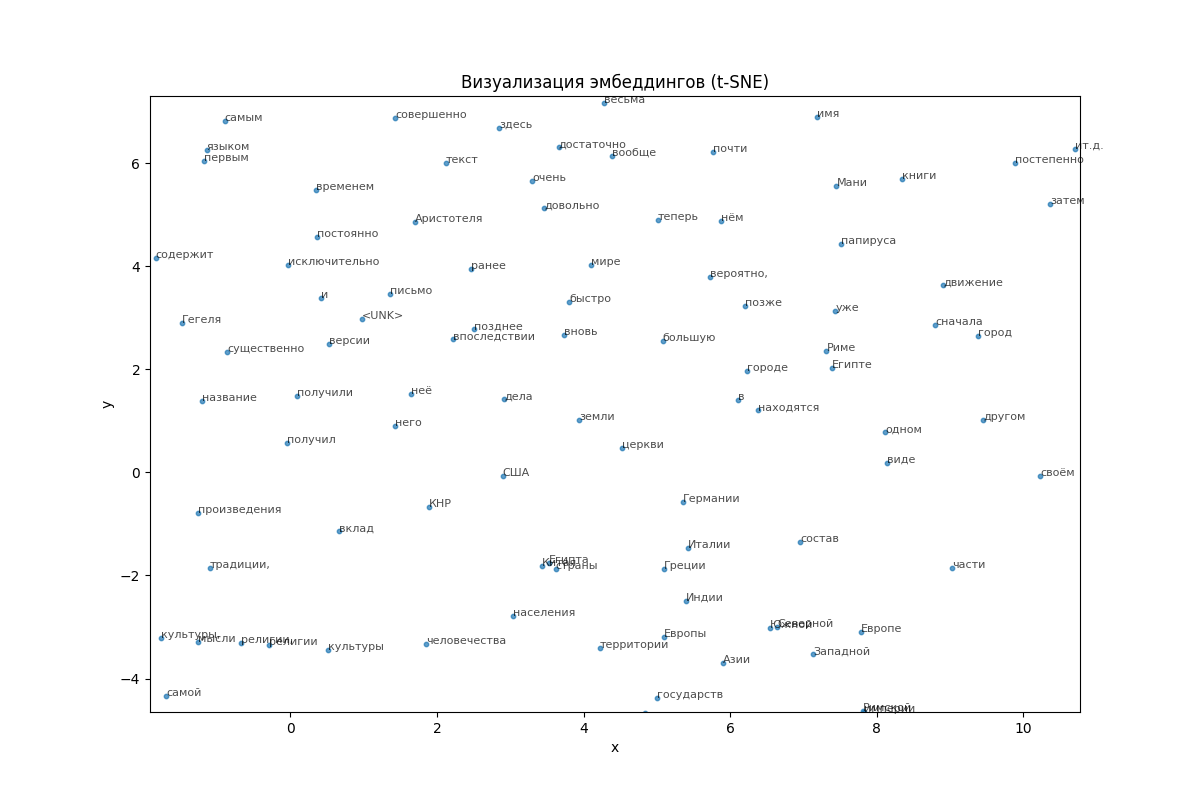 Визуализация эмбеддингов (t-SNE)
весьма
самым
совершенно
имя
здесь
языком
первым
достаточно
вообще
почти
ит.д.
постепенно
текст
очень
временем
Мани
книги
довольно
затем
Аристотеля
теперь
нём
постоянно
папируса
содержит
исключительно
ранее
мире
вероятно,
движение
и
письмо
быстро
позже
уже
Гегеля
<UNK>
позднее
впоследствии
вновь
большую
сначала
город
существенно
версии
Риме
Египте
городе
название
получили
неё
дела
в
находятся
него
земли
одном
другом
получил
церкви
виде
США
своём
КНР
Германии
произведения
вклад
Италии
состав
традиции,
Египта
страны
Греции
части
Индии
населения
Южной
Северной
культуры,
мысли
религии,
религии
культуры
человечества
территории
Европы
Европе
Азии
Западной
самой
государств
Римской
империи
6
4
2
0
−2
−4
y
0 2 4 6 8 10
x